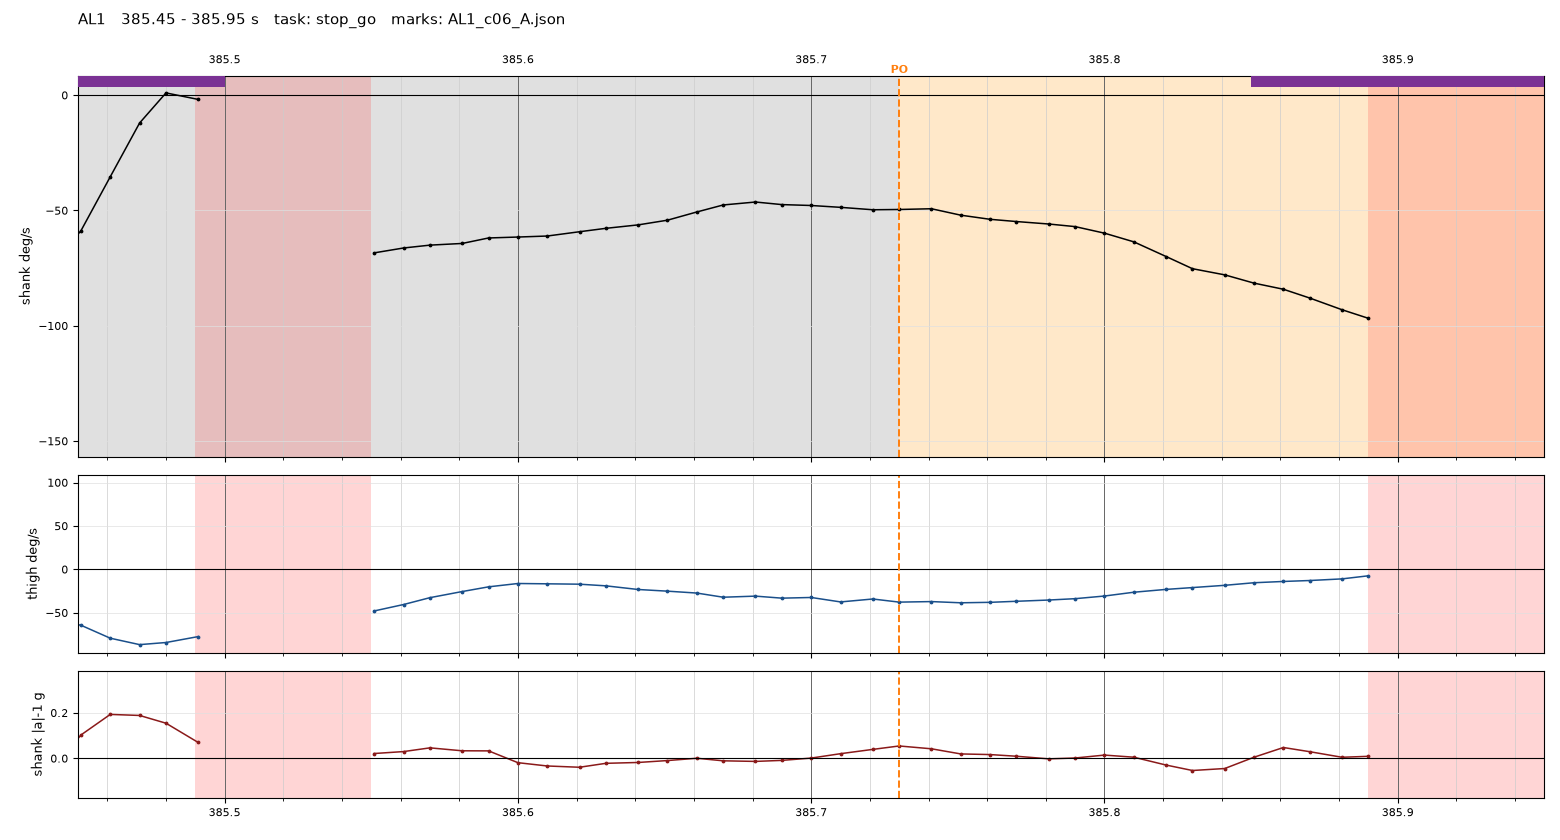 AL1   385.45 - 385.95 s   task: stop_go   marks: AL1_c06_A.json
385.5 385.6 385.7 385.8 385.9
PO
shank deg/s
0
−50
−100
−150
thigh deg/s
100
50
0
−50
shank |a|-1 g
0.2
0.0
385.5 385.6 385.7 385.8 385.9